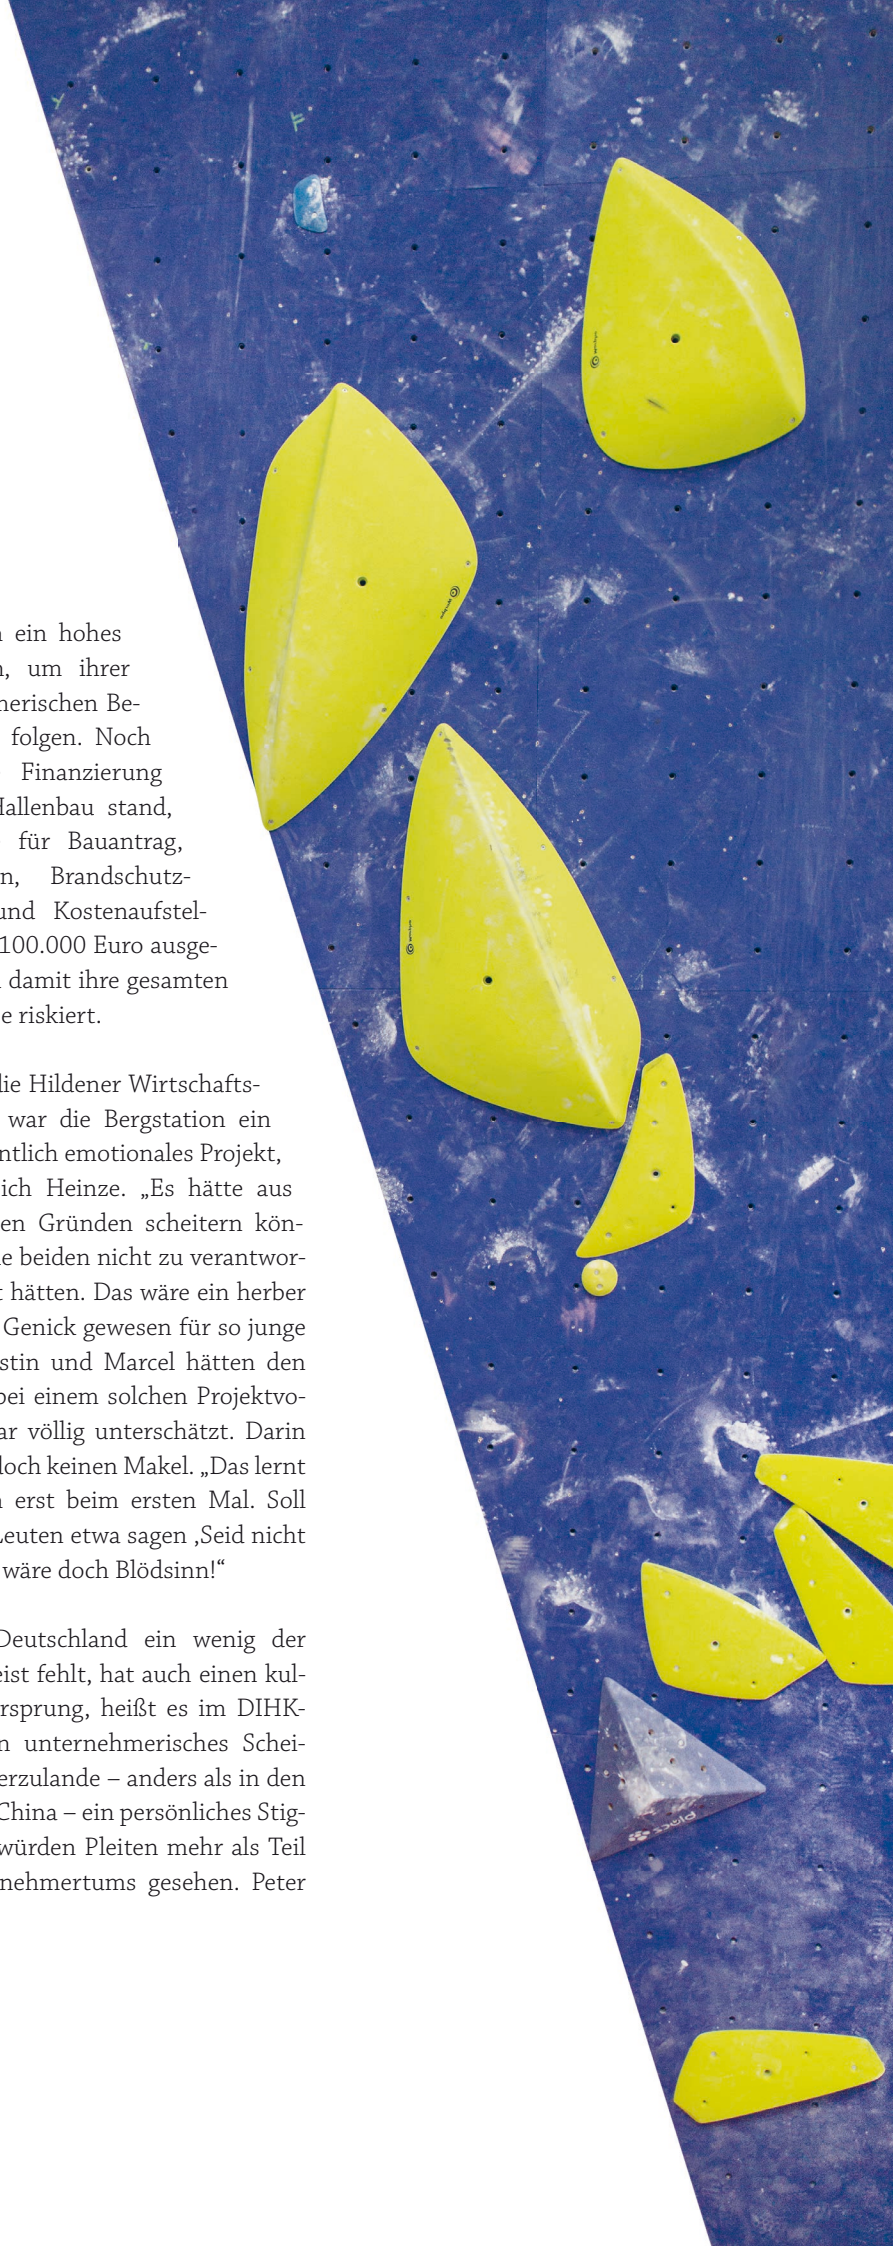 ein hohes
um ihrer
nerischen Be-
folgen. Noch
Finanzierung
Hallenbau stand,
für Bauantrag,
Brandschutz-
und Kostenaufstel-
100.000 Euro ausge-
damit ihre gesamten
riskiert.
die Hildener Wirtschafts-
war die Bergstation ein
ntlich emotionales Projekt,
ich Heinze. „Es hätte aus
en Gründen scheitern kön-
e beiden nicht zu verantwor-
t hätten. Das wäre ein herber
Genick gewesen für so junge
stin und Marcel hätten den
bei einem solchen Projektvo-
ar völlig unterschätzt. Darin
doch keinen Makel. „Das lernt
erst beim ersten Mal. Soll
Leuten etwa sagen ‚Seid nicht
wäre doch Blödsinn!“
Deutschland ein wenig der
eist fehlt, hat auch einen kul-
rsprung, heißt es im DIHK-
n unternehmerisches Schei-
erzulande – anders als in den
China – ein persönliches Stig-
würden Pleiten mehr als Teil
nehmertums gesehen. Peter